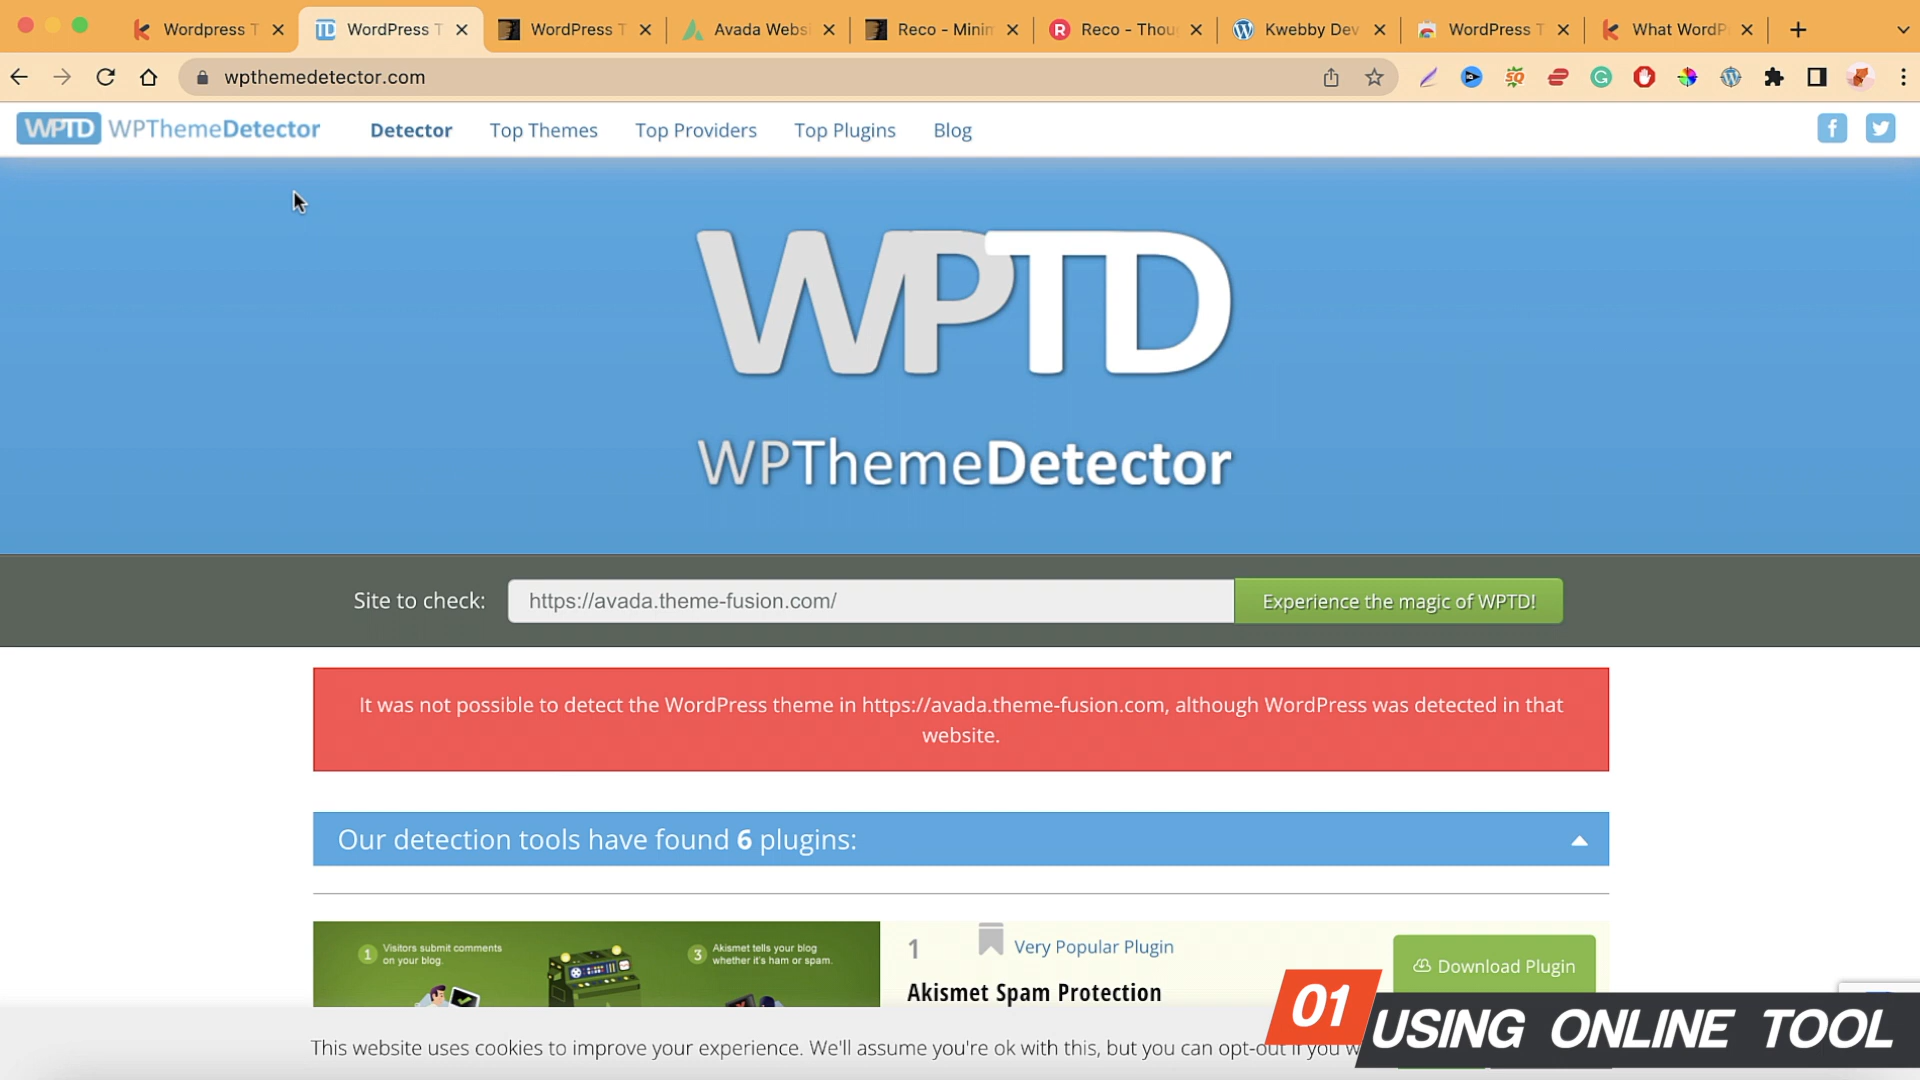 Wordpress T
WordPress T
WordPress T
Avada Webs
Reco - Minim
Reco - Thou
Kwebby Dev
WordPress T
What WordP
wpthemedetector.com
WPTD WPThemeDetector
Detector
Top Themes
Top Providers
Top Plugins
Blog
WPTD
WPThemeDetector
Site to check:
https://avada.theme-fusion.com/
Experience the magic of WPTD!
It was not possible to detect the WordPress theme in https://avada.theme-fusion.com, although WordPress was detected in that
website.
Our detection tools have found 6 plugins:
1 Visitors submit comments
on your blog.
3 Akismet tells your blog
whether it's ham or spam.
1
Very Popular Plugin
Akismet Spam Protection
Download Plugin
This website uses cookies to improve your experience. We'll assume you're ok with this, but you can opt-out if you w
01 USING ONLINE TOOL